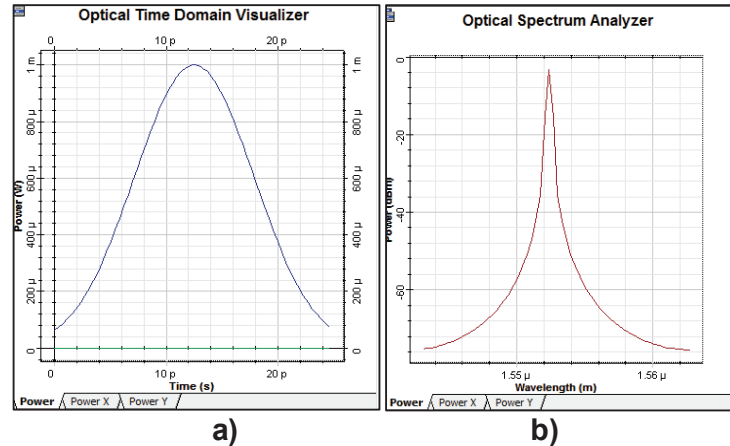 Optical Time Domain Visualizer
0 10 p 20 p
1 m 1 m
800 µ 800 µ
600 µ 600 µ
400 µ 400 µ
200 µ 200 µ
0 0
Power (W)
0 10 p 20 p
Time (s)
Power Power X Power Y
a)
Optical Spectrum Analyzer
0
-20
-40
-60
Power (dBm)
1.55 µ 1.56 µ
Wavelength (m)
Power Power X Power Y
b)